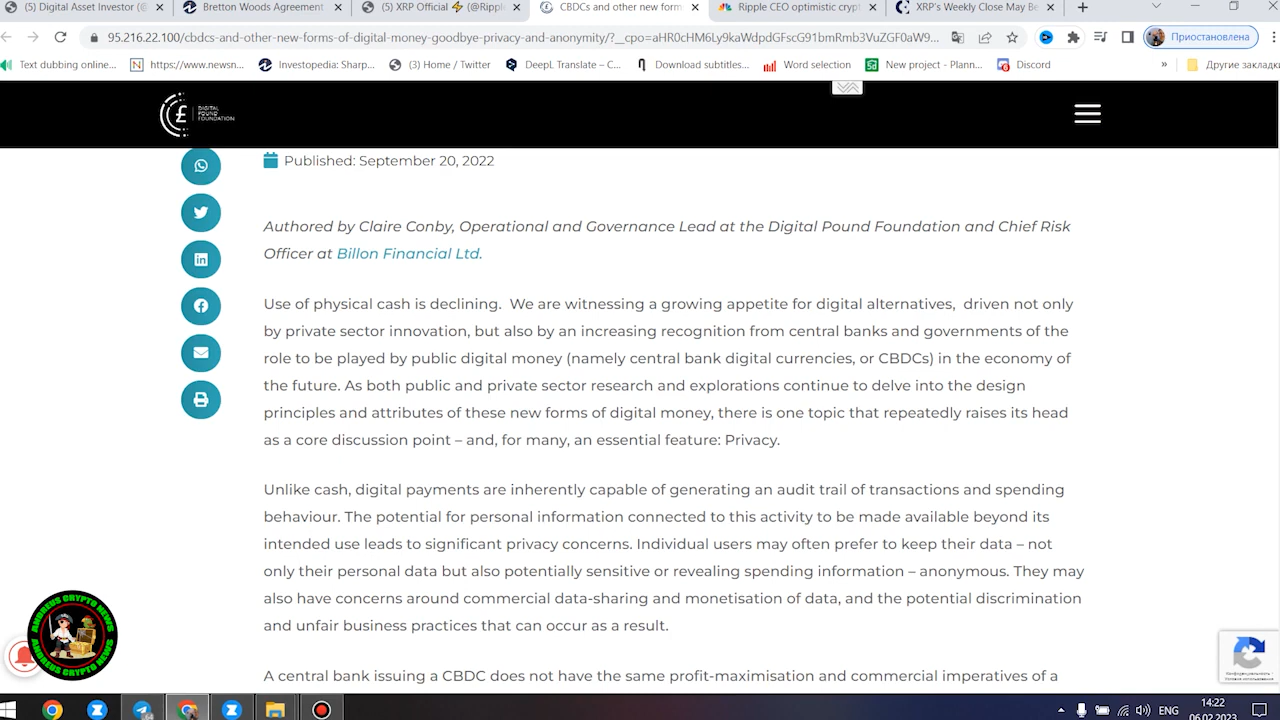 (5) Digital Asset Investor (@
Bretton Woods Agreement
(5) XRP Official ⚡ (@Ripple
CBDCs and other new form
Ripple CEO optimistic crypt
XRP's Weekly Close May Be
95.216.22.100/cbdcs-and-other-new-forms-of-digital-money-goodbye-privacy-and-anonymity/?__cpo=aHR0cHM6Ly9kaWdpdGFscG91bmRmb3VuZGF0aW9...
Приостановлена
Text dubbing online...
https://www.newsn...
Investopedia: Sharp...
(3) Home / Twitter
DeepL Translate – C...
Download subtitles...
Word selection
New project - Plann...
Discord
»
Другие закладки
DIGITAL
POUND
FOUNDATION
Published: September 20, 2022
Authored by Claire Conby, Operational and Governance Lead at the Digital Pound Foundation and Chief Risk
Officer at Billon Financial Ltd.
Use of physical cash is declining. We are witnessing a growing appetite for digital alternatives, driven not only
by private sector innovation, but also by an increasing recognition from central banks and governments of the
role to be played by public digital money (namely central bank digital currencies, or CBDCs) in the economy of
the future. As both public and private sector research and explorations continue to delve into the design
principles and attributes of these new forms of digital money, there is one topic that repeatedly raises its head
as a core discussion point – and, for many, an essential feature: Privacy.
Unlike cash, digital payments are inherently capable of generating an audit trail of transactions and spending
behaviour. The potential for personal information connected to this activity to be made available beyond its
intended use leads to significant privacy concerns. Individual users may often prefer to keep their data – not
only their personal data but also potentially sensitive or revealing spending information – anonymous. They may
also have concerns around commercial data-sharing and monetisation of data, and the potential discrimination
and unfair business practices that can occur as a result.
A central bank issuing a CBDC does not have the same profit-maximisation and commercial imperatives of a
ANDREUS CRYPTO NEWS
ANDREUS CRYPTO NEWS
14:22
ENG
06.02.2023